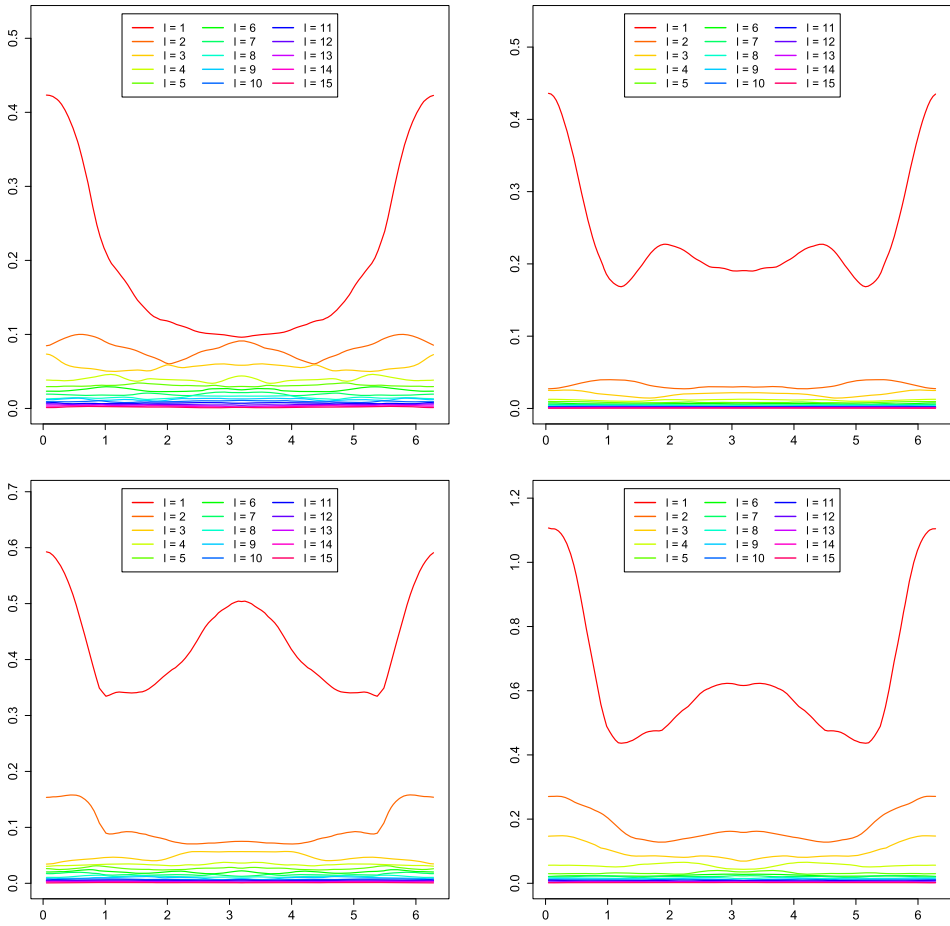 0.0 0.1 0.2 0.3 0.4 0.5
l = 1 l = 6 l = 11
l = 2 l = 7 l = 12
l = 3 l = 8 l = 13
l = 4 l = 9 l = 14
l = 5 l = 10 l = 15
0 1 2 3 4 5 6
0.0 0.1 0.2 0.3 0.4 0.5
l = 1 l = 6 l = 11
l = 2 l = 7 l = 12
l = 3 l = 8 l = 13
l = 4 l = 9 l = 14
l = 5 l = 10 l = 15
0 1 2 3 4 5 6
0.0 0.1 0.2 0.3 0.4 0.5 0.6 0.7
l = 1 l = 6 l = 11
l = 2 l = 7 l = 12
l = 3 l = 8 l = 13
l = 4 l = 9 l = 14
l = 5 l = 10 l = 15
0 1 2 3 4 5 6
0.0 0.2 0.4 0.6 0.8 1.0 1.2
l = 1 l = 6 l = 11
l = 2 l = 7 l = 12
l = 3 l = 8 l = 13
l = 4 l = 9 l = 14
l = 5 l = 10 l = 15
0 1 2 3 4 5 6